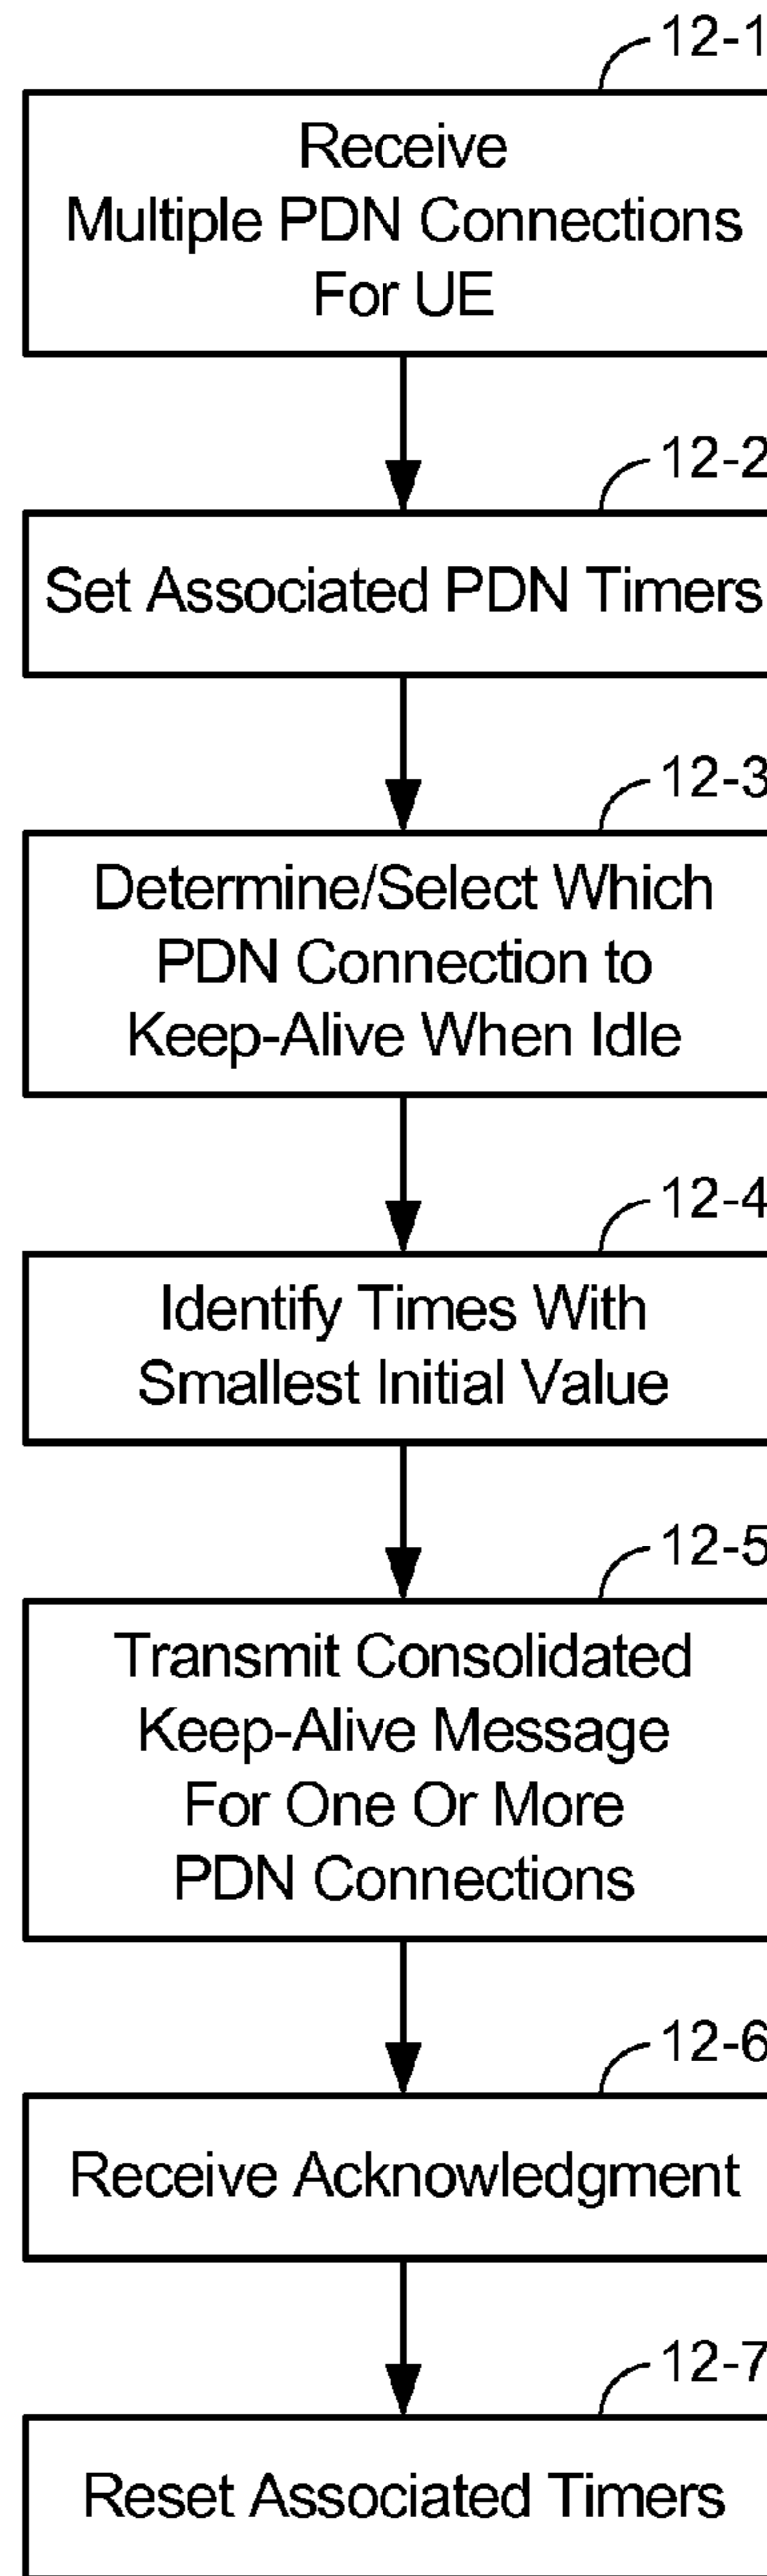 12-1
Receive
Multiple PDN Connections
For UE
12-2
Set Associated PDN Timers
12-3
Determine/Select Which
PDN Connection to
Keep-Alive When Idle
12-4
Identify Times With
Smallest Initial Value
12-5
Transmit Consolidated
Keep-Alive Message
For One Or More
PDN Connections
12-6
Receive Acknowledgment
12-7
Reset Associated Timers